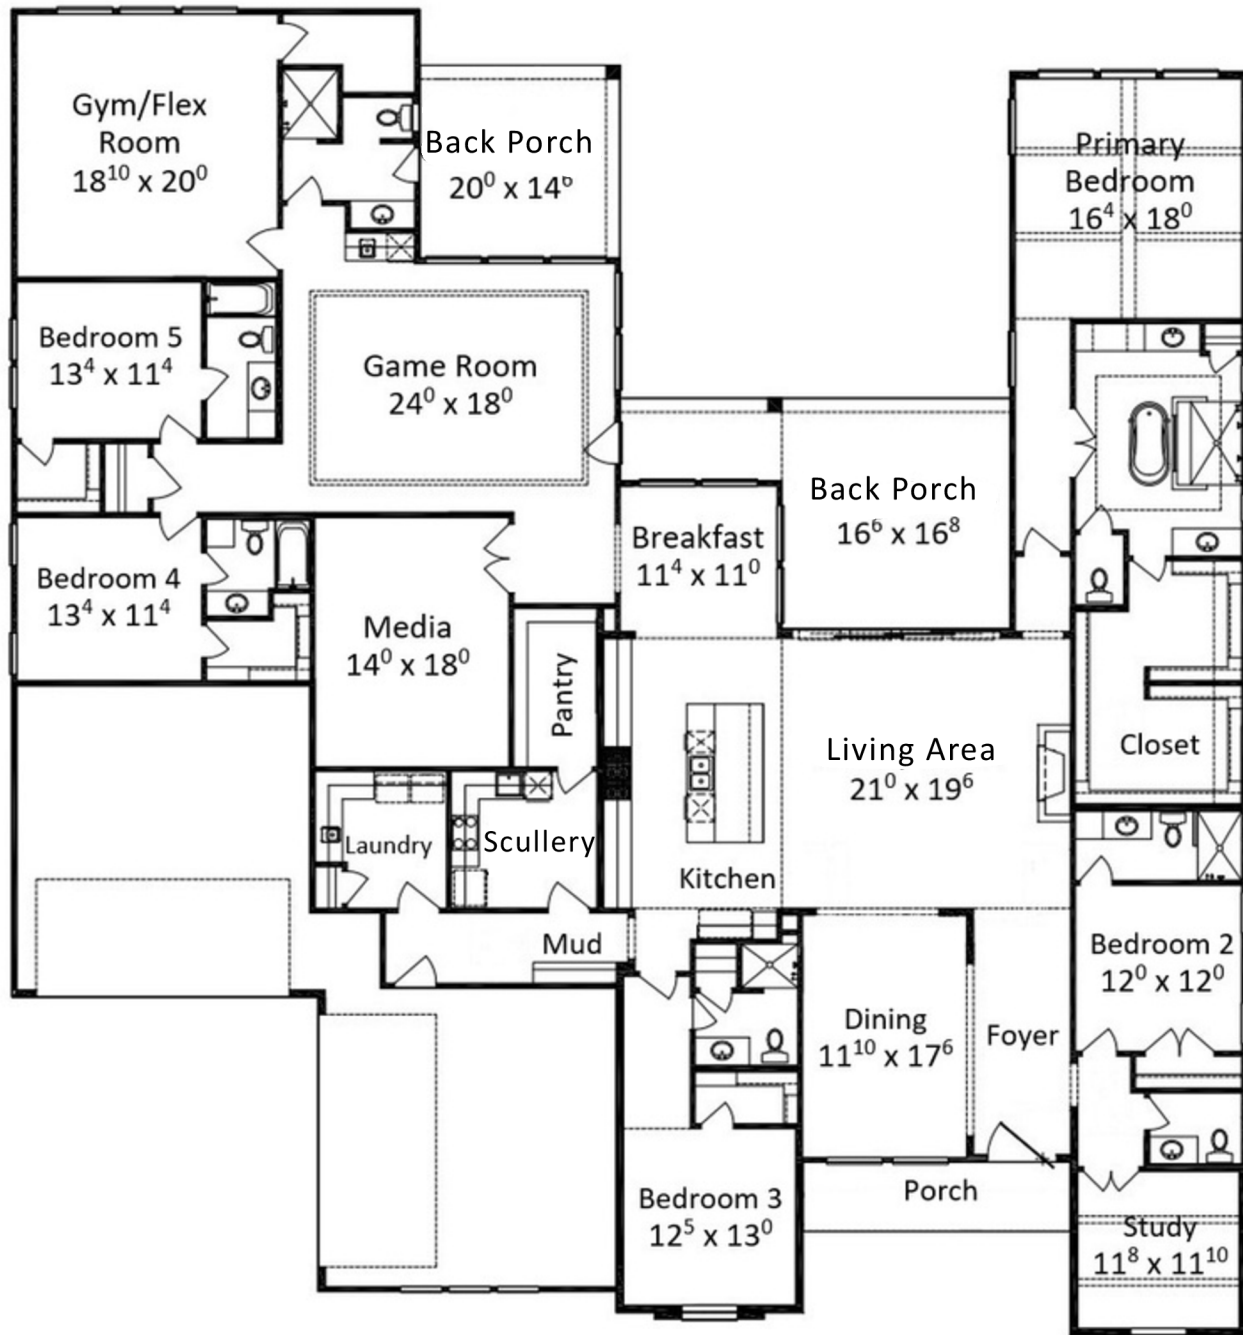 Gym/Flex
Room
18¹⁰ x 20⁰
Back Porch
20⁰ x 14⁶
Primary
Bedroom
16⁴ x 18⁰
Bedroom 5
13⁴ x 11⁴
Game Room
24⁰ x 18⁰
Back Porch
16⁶ x 16⁸
Breakfast
11⁴ x 11⁰
Bedroom 4
13⁴ x 11⁴
Media
14⁰ x 18⁰
Pantry
Living Area
21⁰ x 19⁶
Closet
Laundry
Scullery
Kitchen
Mud
Bedroom 2
12⁰ x 12⁰
Dining
11¹⁰ x 17⁶
Foyer
Bedroom 3
12⁵ x 13⁰
Porch
Study
11⁸ x 11¹⁰